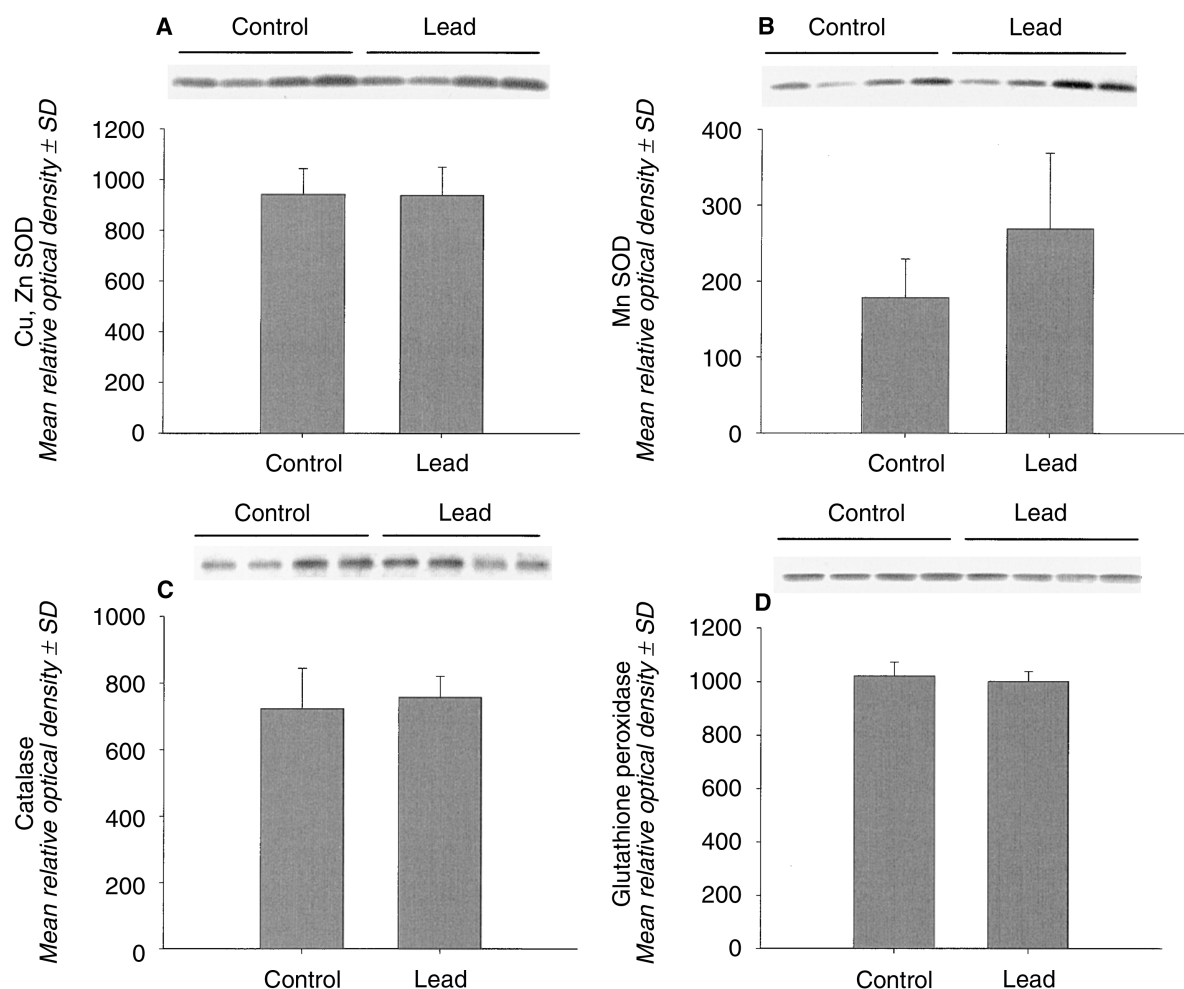 A
Control
Lead
Cu, Zn SOD
Mean relative optical density ± SD
1200
1000
800
600
400
200
0
Control
Lead
B
Control
Lead
Mn SOD
Mean relative optical density ± SD
400
300
200
100
0
Control
Lead
Control
Lead
C
Catalase
Mean relative optical density ± SD
1000
800
600
400
200
0
Control
Lead
Control
Lead
D
Glutathione peroxidase
Mean relative optical density ± SD
1200
1000
800
600
400
200
0
Control
Lead